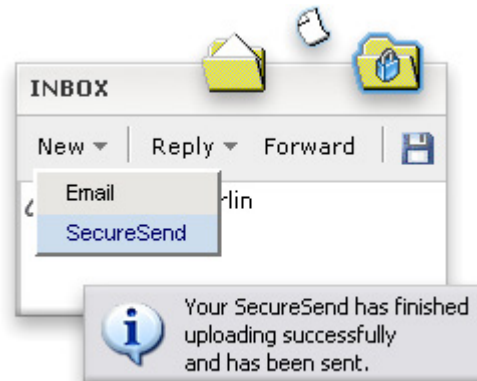 INBOX
New Reply Forward
Email
rlin
SecureSend
Your SecureSend has finished
uploading successfully
and has been sent.